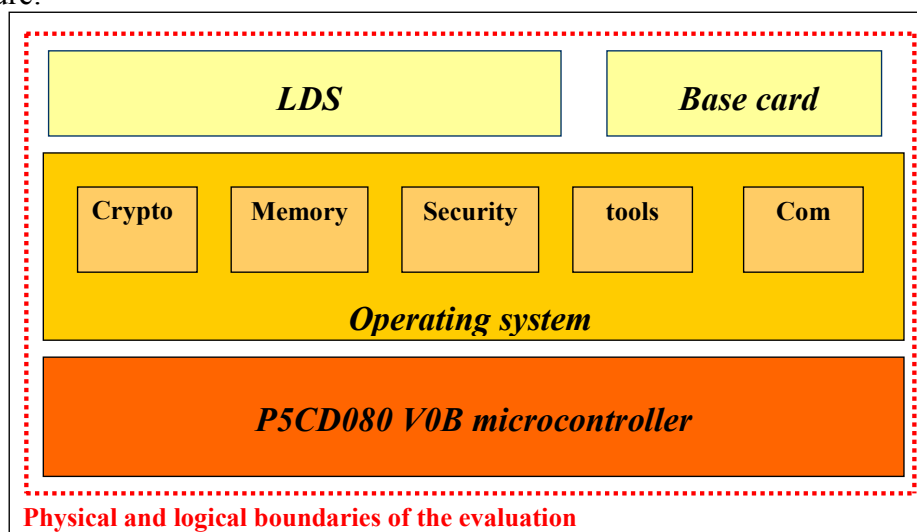 LDS
Base card
Crypto
Memory
Security
tools
Com
Operating system
P5CD080 V0B microcontroller
Physical and logical boundaries of the evaluation